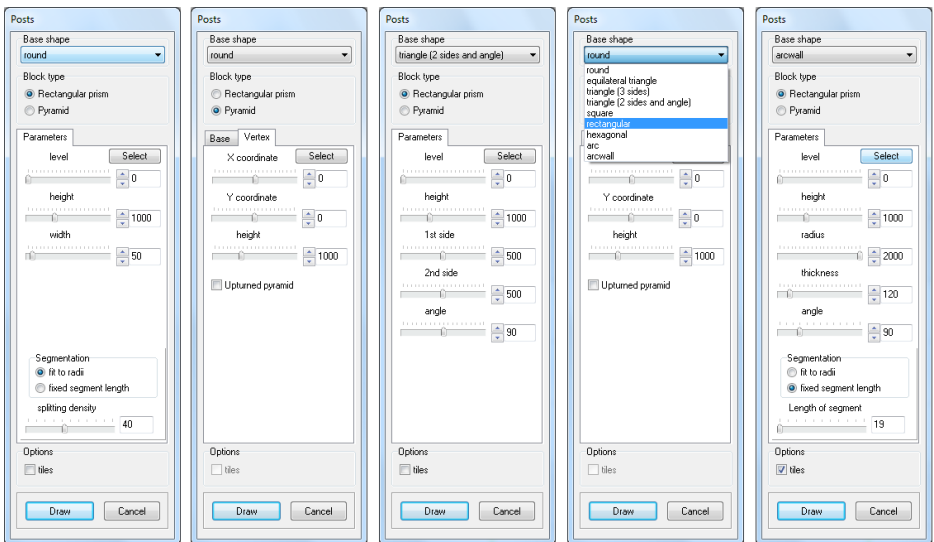 Posts
Base shape
round
Block type
Rectangular prism
Pyramid
Parameters
level Select
0
height
1000
width
50
Segmentation
fit to radii
fixed segment length
splitting density
40
Options
tiles
Draw Cancel
Posts
Base shape
round
Block type
Rectangular prism
Pyramid
Base Vertex
X coordinate Select
0
Y coordinate
0
height
1000
Upturned pyramid
Options
tiles
Draw Cancel
Posts
Base shape
triangle (2 sides and angle)
Block type
Rectangular prism
Pyramid
Parameters
level Select
0
height
1000
1st side
500
2nd side
500
angle
90
Options
tiles
Draw Cancel
Posts
Base shape
round
round
equilateral triangle
triangle (3 sides)
triangle (2 sides and angle)
square
rectangular
hexagonal
arc
arcwall
0
Y coordinate
0
height
1000
Upturned pyramid
Options
tiles
Draw Cancel
Posts
Base shape
arcwall
Block type
Rectangular prism
Pyramid
Parameters
level Select
0
height
1000
radius
2000
thickness
120
angle
90
Segmentation
fit to radii
fixed segment length
Length of segment
19
Options
tiles
Draw Cancel